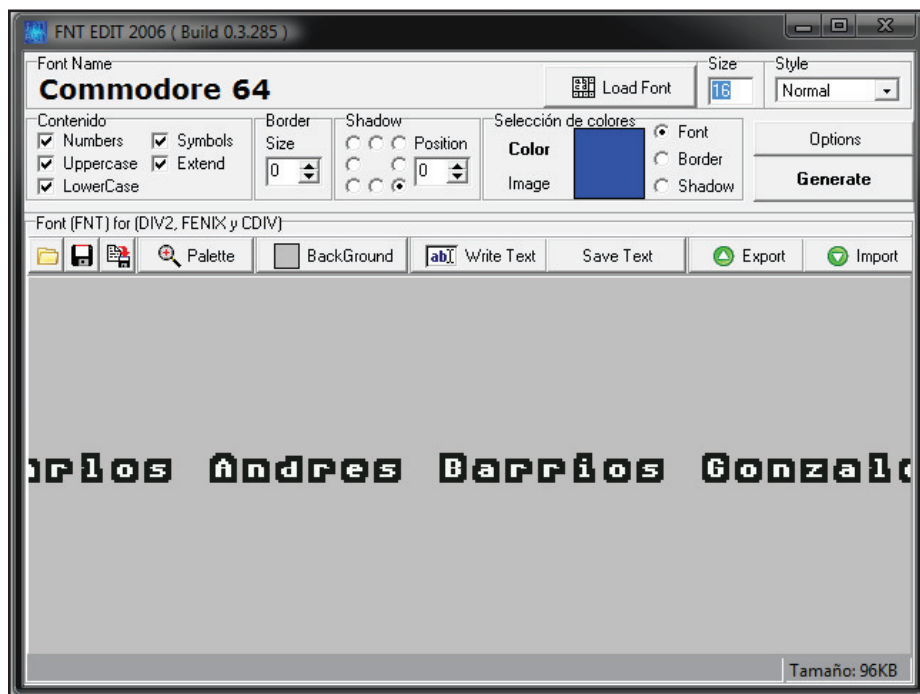 FNT EDIT 2006 ( Build 0.3.285 )
Font Name
Commodore 64
Load Font
Size
16
Style
Normal
Contenido
Numbers
Symbols
Uppercase
Extend
LowerCase
Border
Size
0
Shadow
Position
0
Selección de colores
Color
Image
Font
Border
Shadow
Options
Generate
Font (FNT) for (DIV2, FENIX y CDIV)
Palette
BackGround
ab Write Text
Save Text
Export
Import
arlos Andres Barrios Gonzalo
Tamaño: 96KB